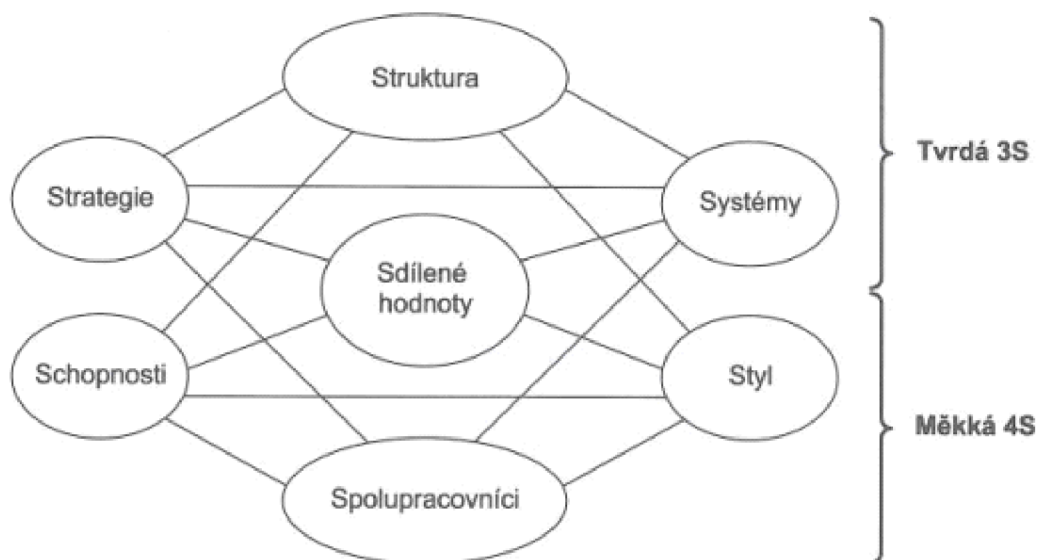 Struktura
Tvrdá 3S
Strategie
Systémy
Sdílené
hodnoty
Schopnosti
Styl
Měkká 4S
Spolupracovníci